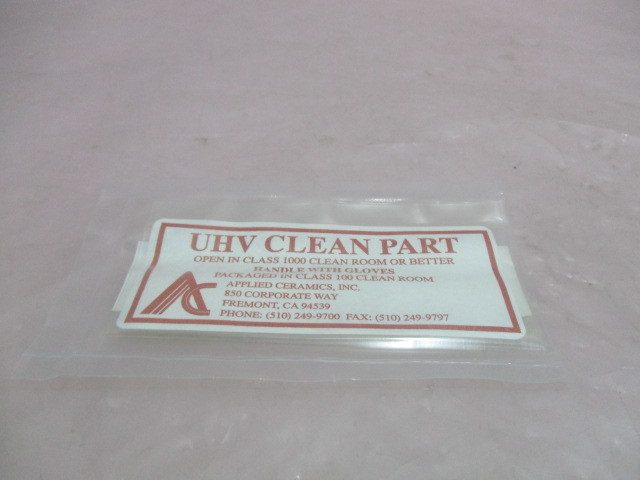 UHV CLEAN PART
OPEN IN CLASS 1000 CLEAN ROOM OR BETTER
HANDLE WITH GLOVES
PACKAGED IN CLASS 100 CLEAN ROOM
APPLIED CERAMICS, INC.
850 CORPORATE WAY
FREMONT, CA 94539
PHONE: (510) 249-9700 FAX: (510) 249-9797